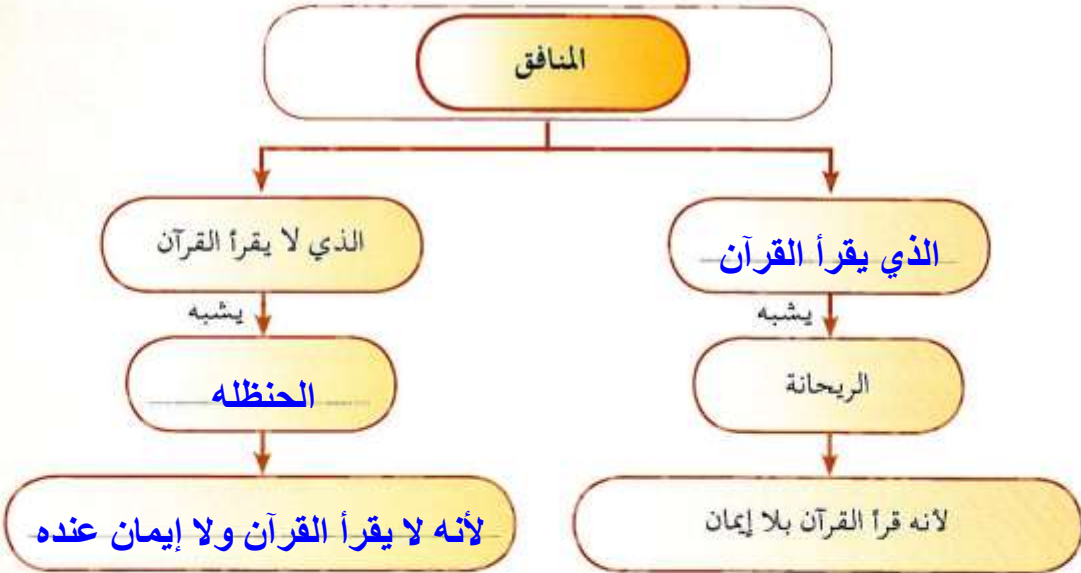 المنافق
الذي يقرأ القرآن
الذي لا يقرأ القرآن
يشبه
يشبه
الريحانة
الحنظله
لأنه قرأ القرآن بلا إيمان
لأنه لا يقرأ القرآن ولا إيمان عنده